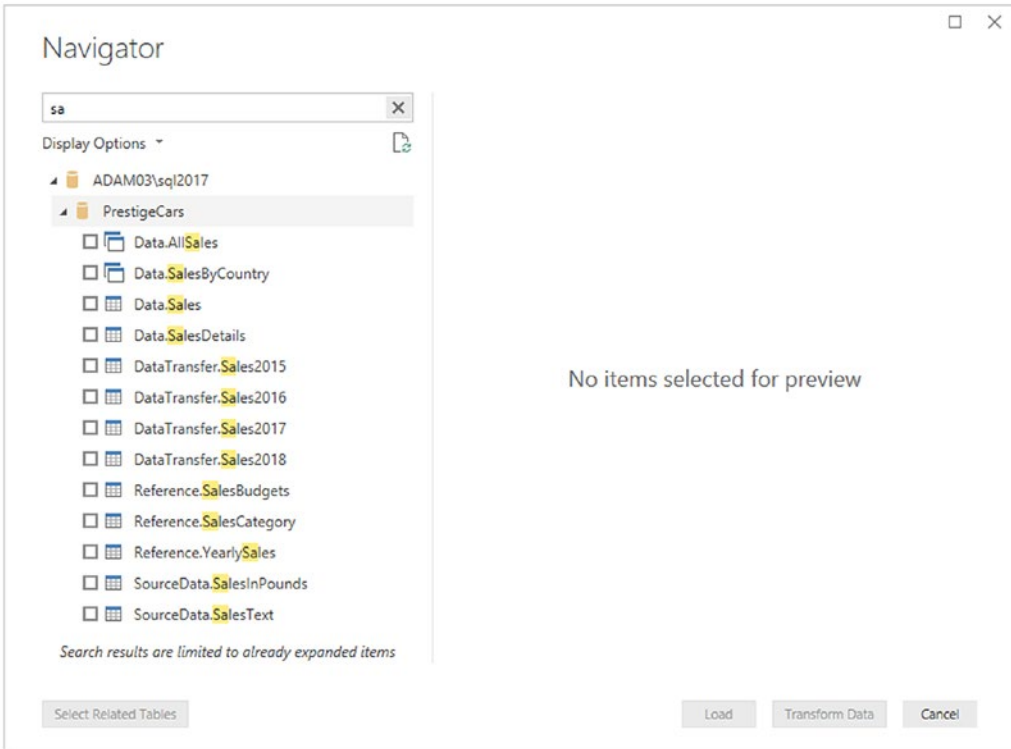 Navigator
sa
Display Options
ADAM03\sql2017
PrestigeCars
Data.AllSales
Data.SalesByCountry
Data.Sales
Data.SalesDetails
DataTransfer.Sales2015
DataTransfer.Sales2016
DataTransfer.Sales2017
DataTransfer.Sales2018
Reference.SalesBudgets
Reference.SalesCategory
Reference.YearlySales
SourceData.SalesInPounds
SourceData.SalesText
Search results are limited to already expanded items
No items selected for preview
Select Related Tables
Load
Transform Data
Cancel